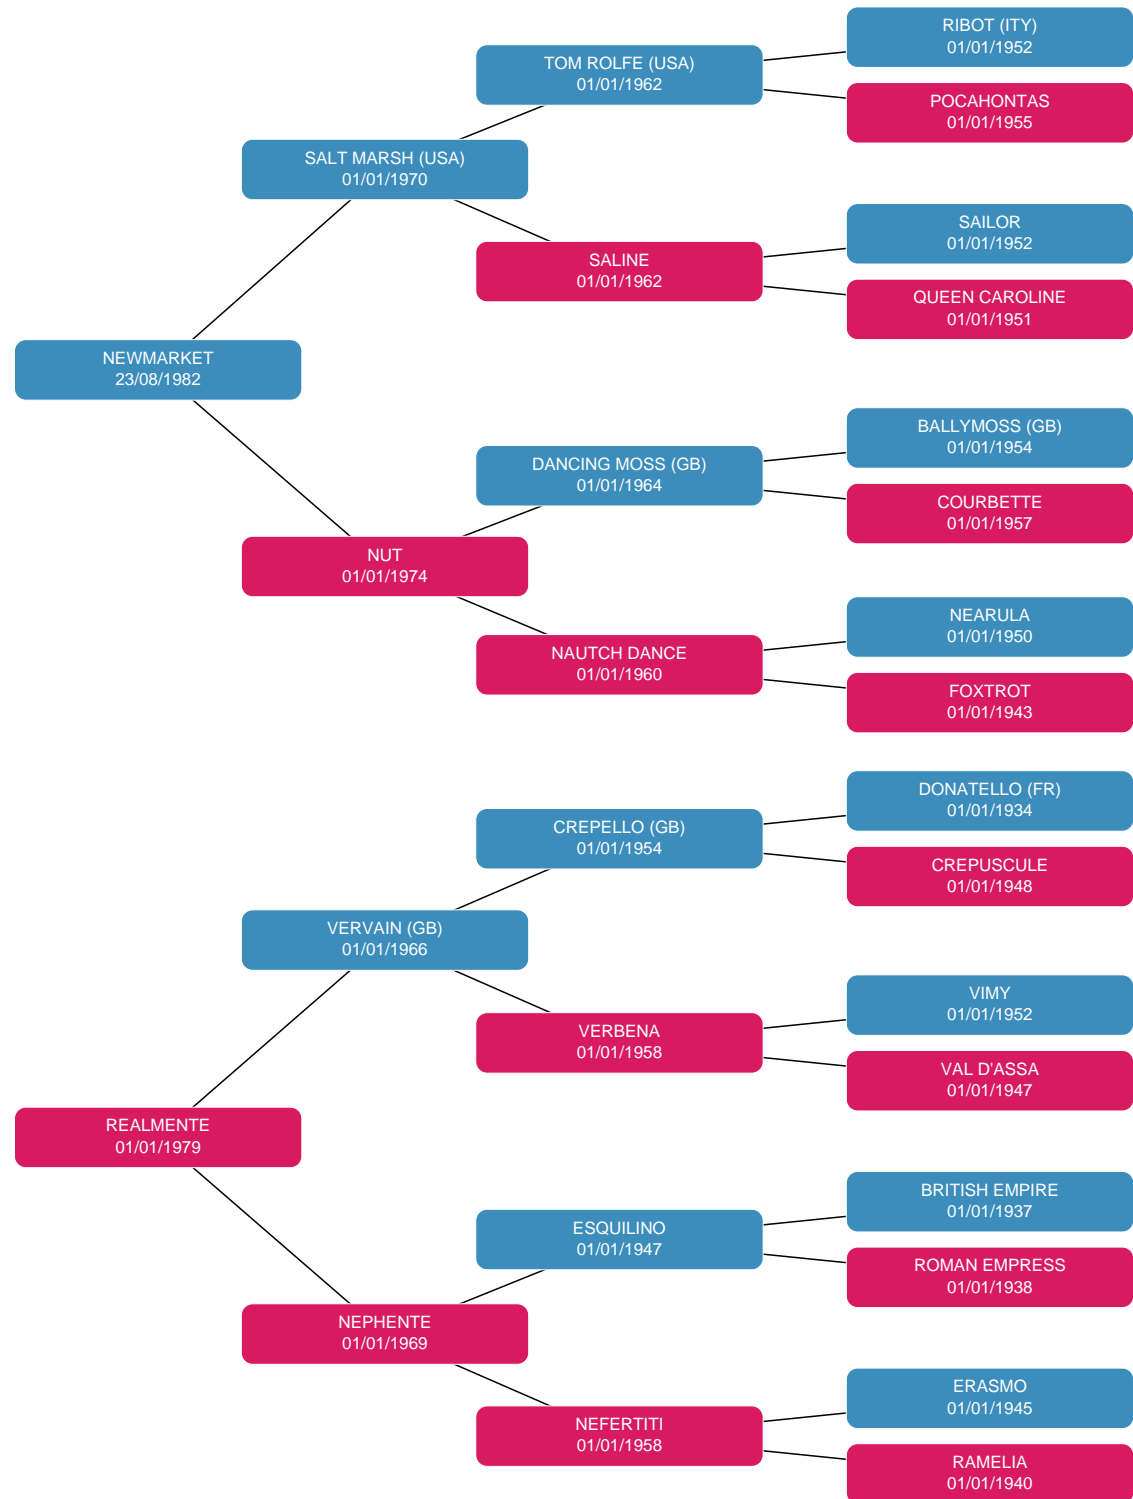 RIBOT (ITY)
01/01/1952
TOM ROLFE (USA)
01/01/1962
POCAHONTAS
01/01/1955
SALT MARSH (USA)
01/01/1970
SAILOR
01/01/1952
SALINE
01/01/1962
QUEEN CAROLINE
01/01/1951
NEWMARKET
23/08/1982
BALLYMOSS (GB)
01/01/1954
DANCING MOSS (GB)
01/01/1964
COURBETTE
01/01/1957
NUT
01/01/1974
NEARULA
01/01/1950
NAUTCH DANCE
01/01/1960
FOXTROT
01/01/1943
DONATELLO (FR)
01/01/1934
CREPELLO (GB)
01/01/1954
CREPUSCULE
01/01/1948
VERVAIN (GB)
01/01/1966
VIMY
01/01/1952
VERBENA
01/01/1958
VAL D'ASSA
01/01/1947
REALMENTE
01/01/1979
BRITISH EMPIRE
01/01/1937
ESQUILINO
01/01/1947
ROMAN EMPRESS
01/01/1938
NEPHENTE
01/01/1969
ERASMO
01/01/1945
NEFERTITI
01/01/1958
RAMELIA
01/01/1940